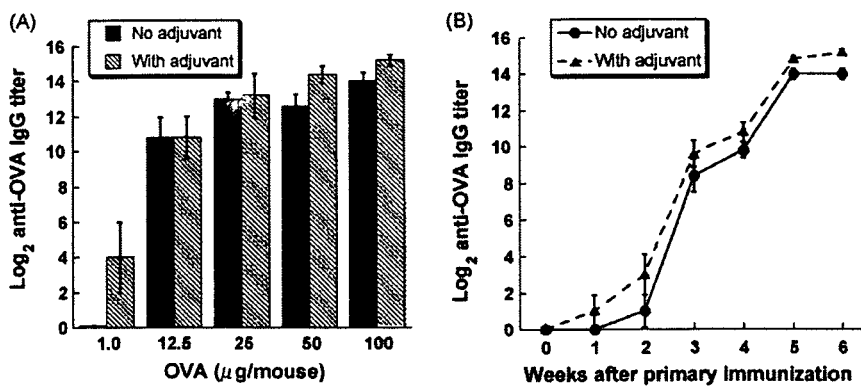 (A)
No adjuvant
With adjuvant
Log2 anti-OVA IgG titer
16
14
12
10
8
6
4
2
0
1.0 12.5 25 50 100
OVA (μg/mouse)
(B)
No adjuvant
With adjuvant
Log2 anti-OVA IgG titer
16
14
12
10
8
6
4
2
0
0 1 2 3 4 5 6
Weeks after primary immunization